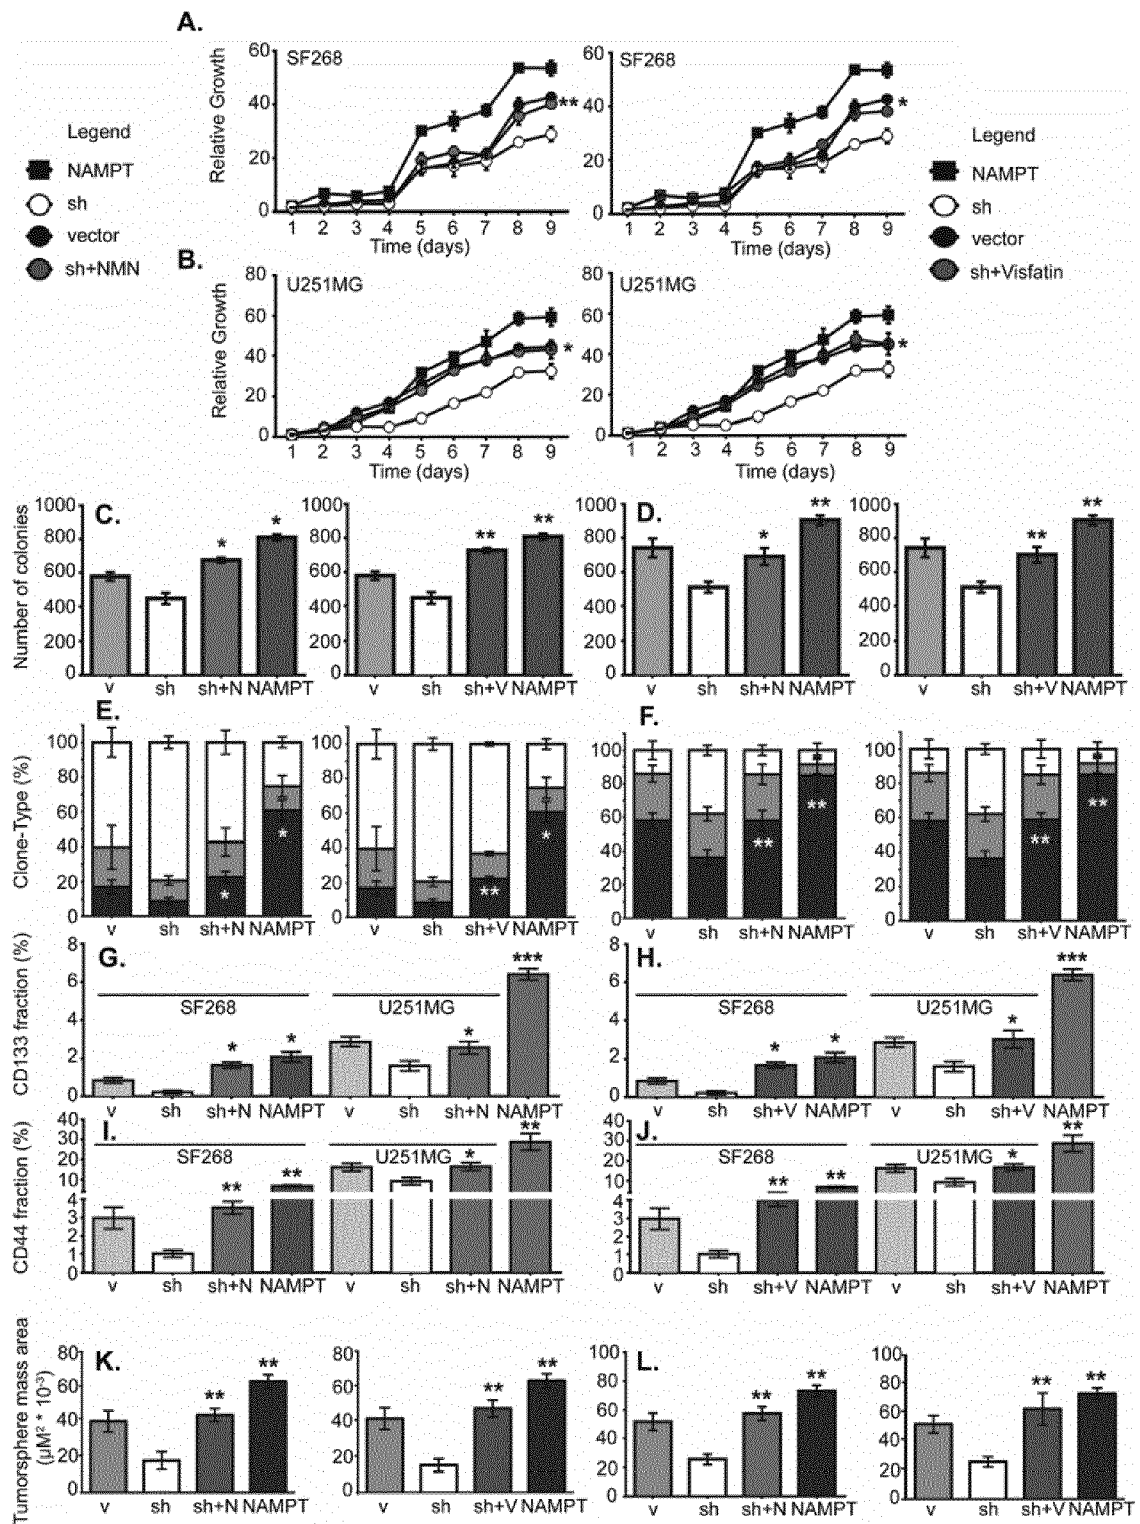 A.
Relative Growth
60
40
20
0
SF268
**
1 2 3 4 5 6 7 8 9
Time (days)
60
40
20
0
SF268
*
1 2 3 4 5 6 7 8 9
Time (days)
Legend
NAMPT
sh
vector
sh+NMN
Legend
NAMPT
sh
vector
sh+Visfatin
B.
Relative Growth
80
60
40
20
0
U251MG
*
1 2 3 4 5 6 7 8 9
Time (days)
80
60
40
20
0
U251MG
*
1 2 3 4 5 6 7 8 9
Time (days)
Number of colonies
1000
800
600
400
200
0
C.
* *
v sh sh+N NAMPT
1000
800
600
400
200
0
** **
v sh sh+V NAMPT
1000
800
600
400
200
0
D.
* **
v sh sh+N NAMPT
1000
800
600
400
200
0
** **
v sh sh+V NAMPT
Clone-Type (%)
E.
100
80
60
40
20
0
* *
v sh sh+N NAMPT
100
80
60
40
20
0
** *
v sh sh+V NAMPT
F.
100
80
60
40
20
0
** **
v sh sh+N NAMPT
100
80
60
40
20
0
** **
v sh sh+V NAMPT
CD133 fraction (%)
8
6
4
2
0
G.
SF268
U251MG
* * * ***
v sh sh+N NAMPT v sh sh+N NAMPT
8
6
4
2
0
H.
SF268
U251MG
* * * ***
v sh sh+V NAMPT v sh sh+V NAMPT
CD44 fraction (%)
40
30
20
10
4
3
2
1
0
I.
SF268
U251MG
** ** * **
v sh sh+N NAMPT v sh sh+N NAMPT
40
30
20
10
4
3
2
1
0
J.
SF268
U251MG
** ** * **
v sh sh+V NAMPT v sh sh+V NAMPT
Tumorsphere mass area
(µM² * 10⁻³)
80
60
40
20
0
K.
** **
v sh sh+N NAMPT
80
60
40
20
0
** **
v sh sh+V NAMPT
100
80
60
40
20
0
L.
** **
v sh sh+N NAMPT
100
80
60
40
20
0
** **
v sh sh+V NAMPT